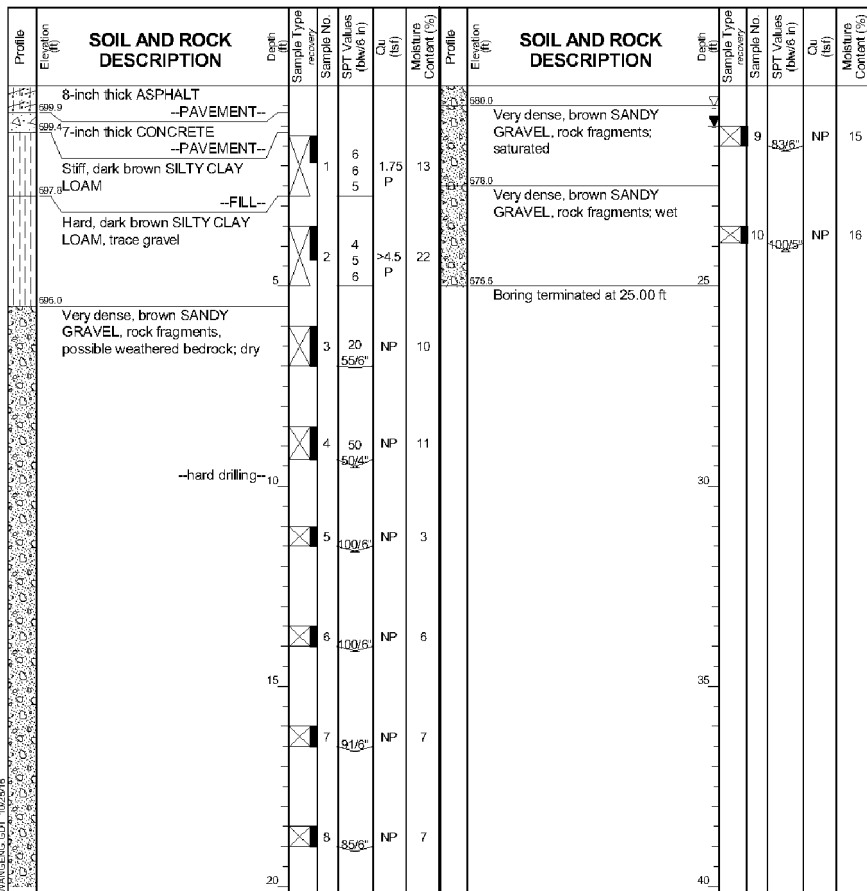 Profile
Elevation (ft)
SOIL AND ROCK DESCRIPTION
Depth (ft)
Sample Type
recovery
Sample No.
SPT Values (blw/6 in)
Qu (tsf)
Moisture Content (%)
8-inch thick ASPHALT
699.9 --PAVEMENT--
699.4 7-inch thick CONCRETE
--PAVEMENT--
Stiff, dark brown SILTY CLAY
LOAM
1 6 6 5 1.75 P 13
697.8 --FILL--
Hard, dark brown SILTY CLAY
LOAM, trace gravel
2 4 5 6 >4.5 P 22
5
695.0
Very dense, brown SANDY
GRAVEL, rock fragments,
possible weathered bedrock; dry
3 20 55/6" NP 10
4 50 50/4" NP 11
--hard drilling-- 10
5 100/6" NP 3
6 100/6" NP 6
15
7 91/6" NP 7
8 85/6" NP 7
20
Profile
Elevation (ft)
SOIL AND ROCK DESCRIPTION
Depth (ft)
Sample Type
recovery
Sample No.
SPT Values (blw/6 in)
Qu (tsf)
Moisture Content (%)
680.0
Very dense, brown SANDY
GRAVEL, rock fragments;
saturated
9 83/6" NP 15
678.0
Very dense, brown SANDY
GRAVEL, rock fragments; wet
10 100/5" NP 16
675.5 25
Boring terminated at 25.00 ft
30
35
40